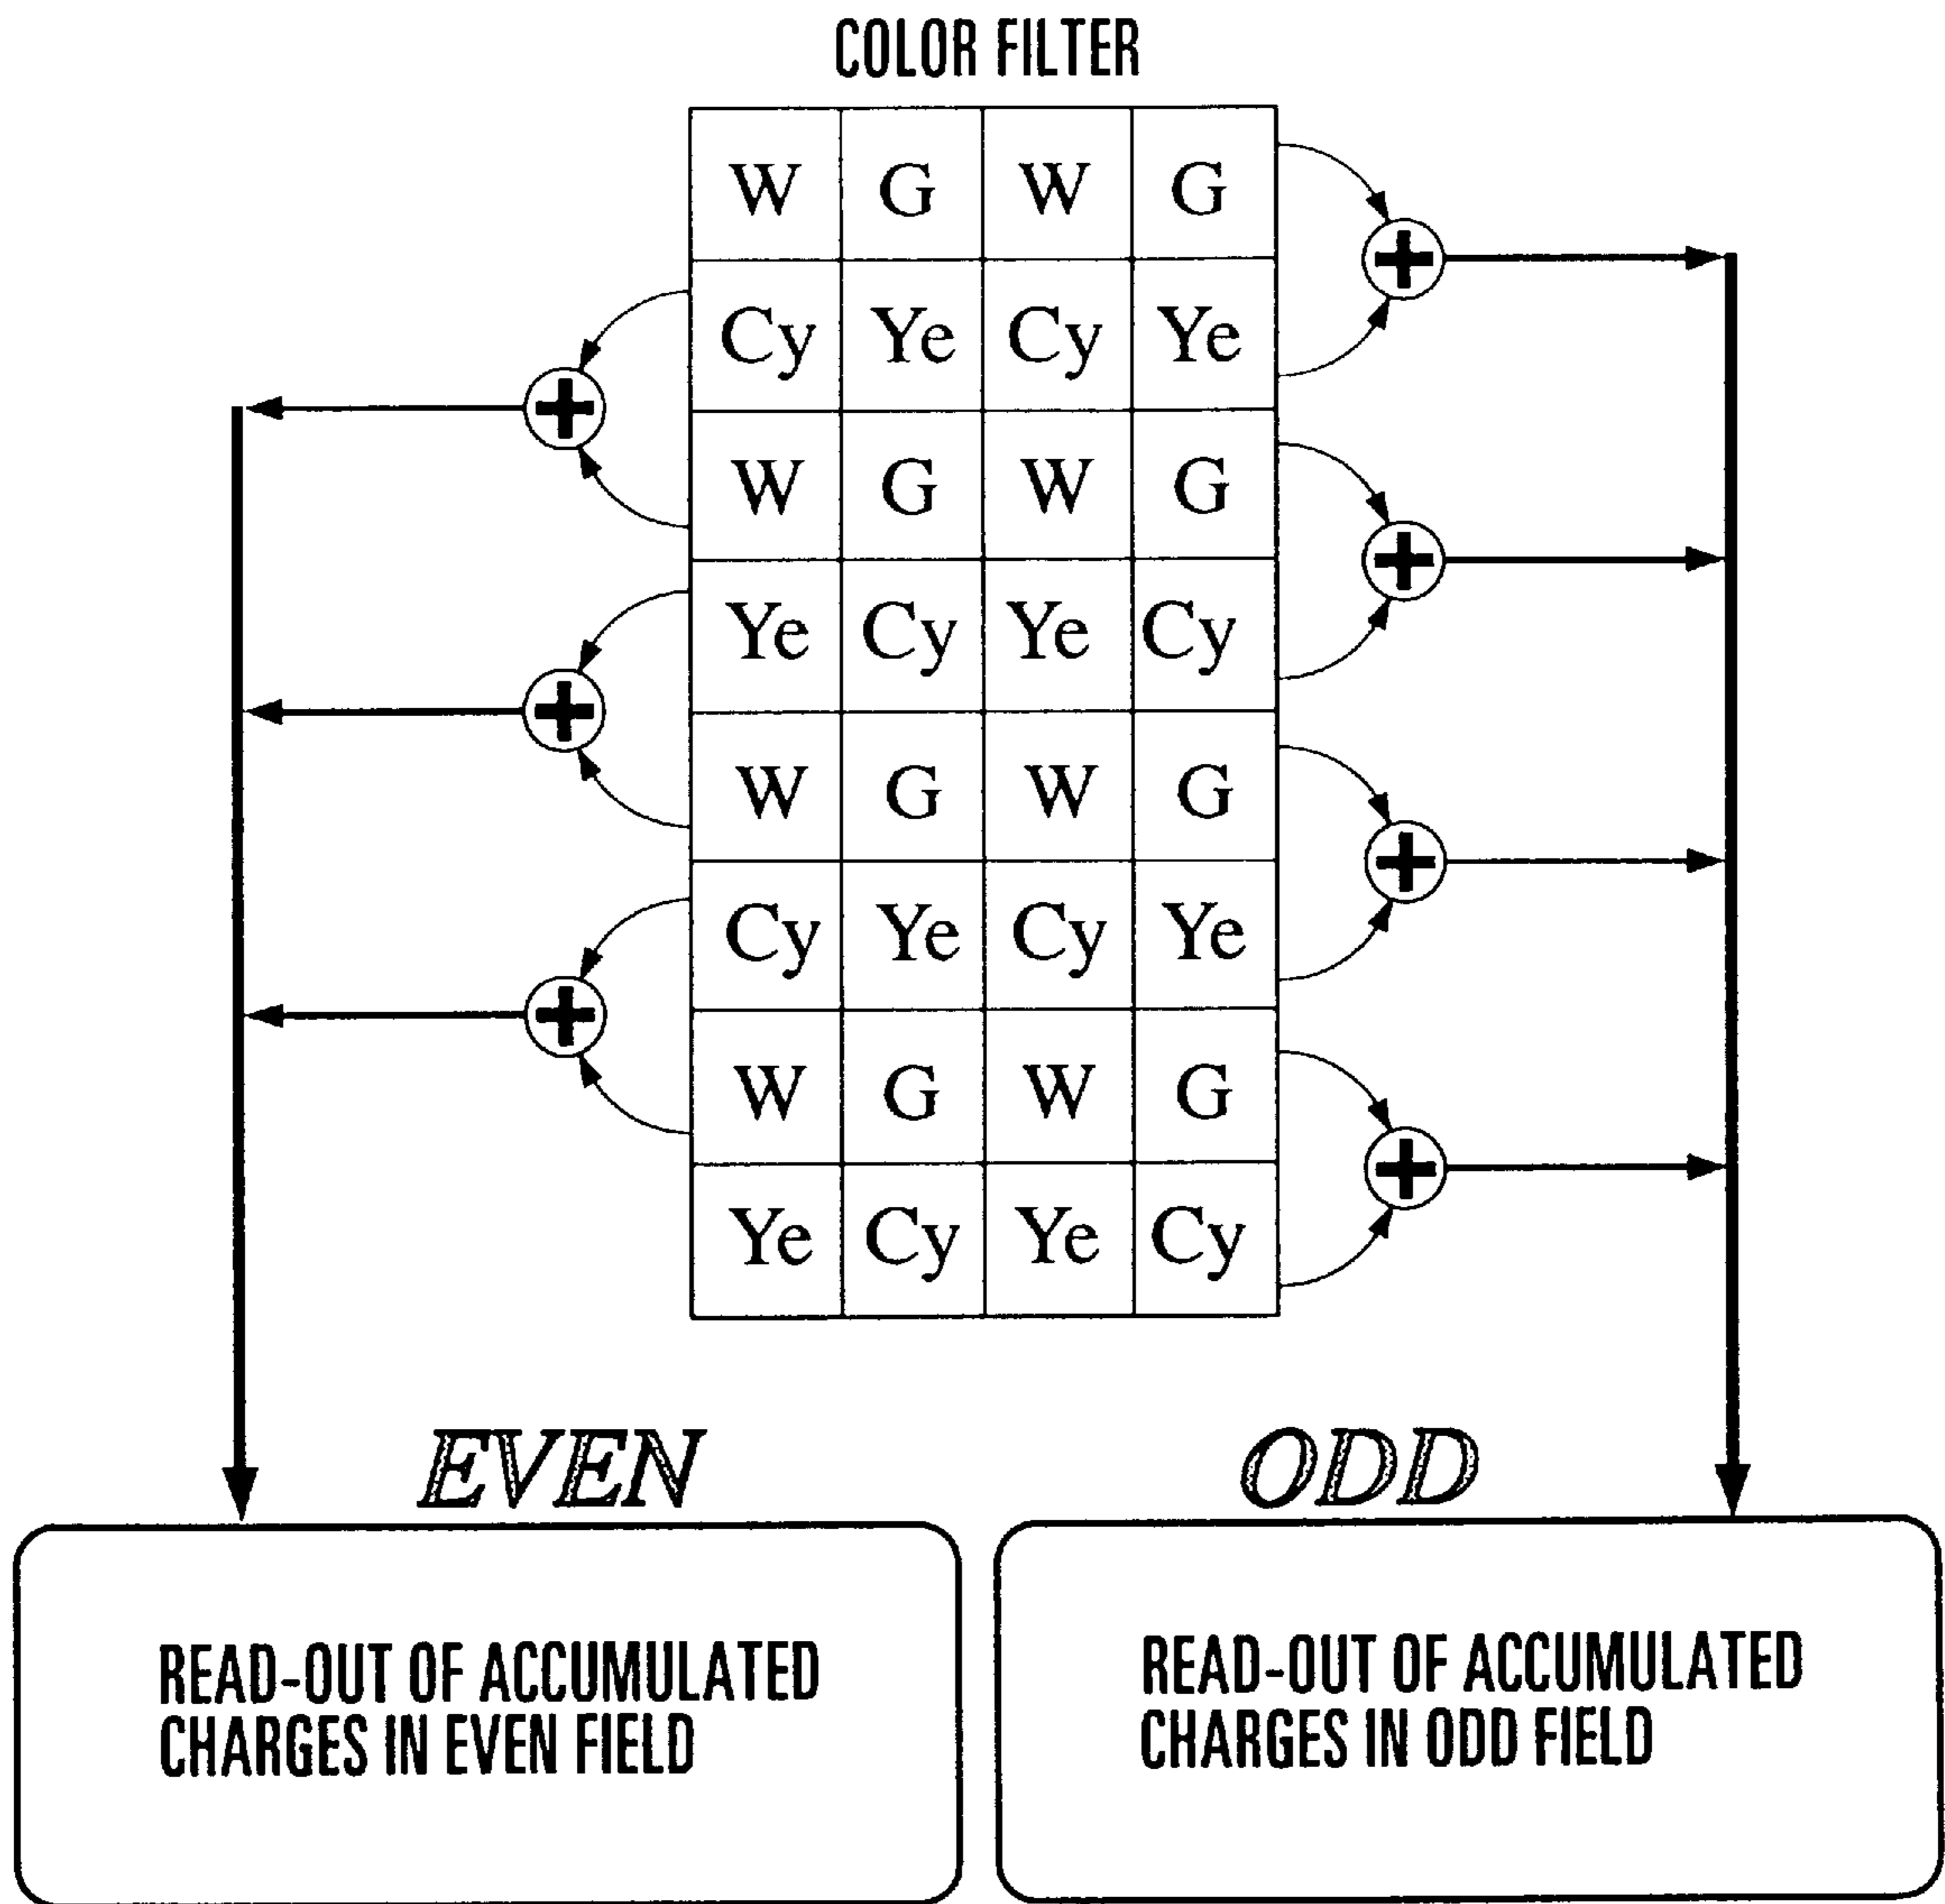 COLOR FILTER
W G W G
Cy Ye Cy Ye
W G W G
Ye Cy Ye Cy
W G W G
Cy Ye Cy Ye
W G W G
Ye Cy Ye Cy
EVEN
ODD
READ-OUT OF ACCUMULATED
CHARGES IN EVEN FIELD
READ-OUT OF ACCUMULATED
CHARGES IN ODD FIELD